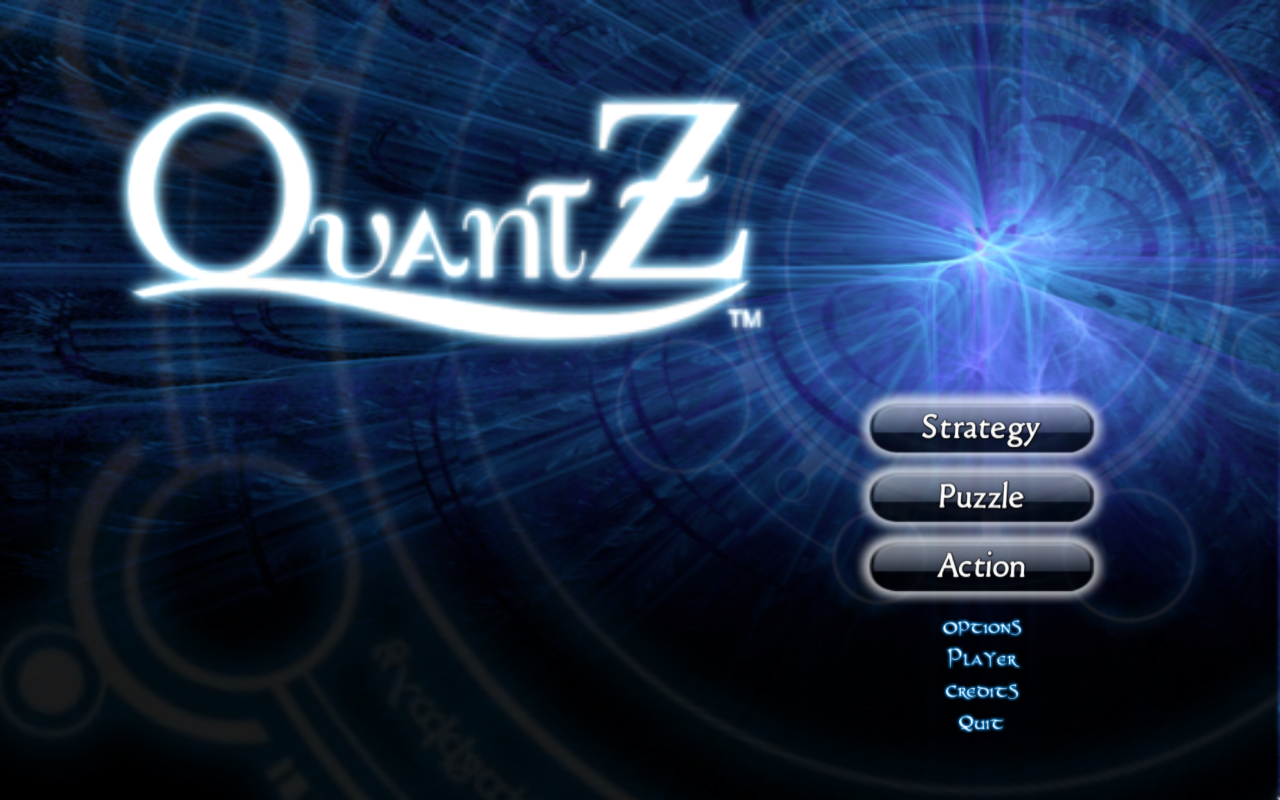 QuantZ
TM
Strategy
Puzzle
Action
Options
Player
Credits
Quit